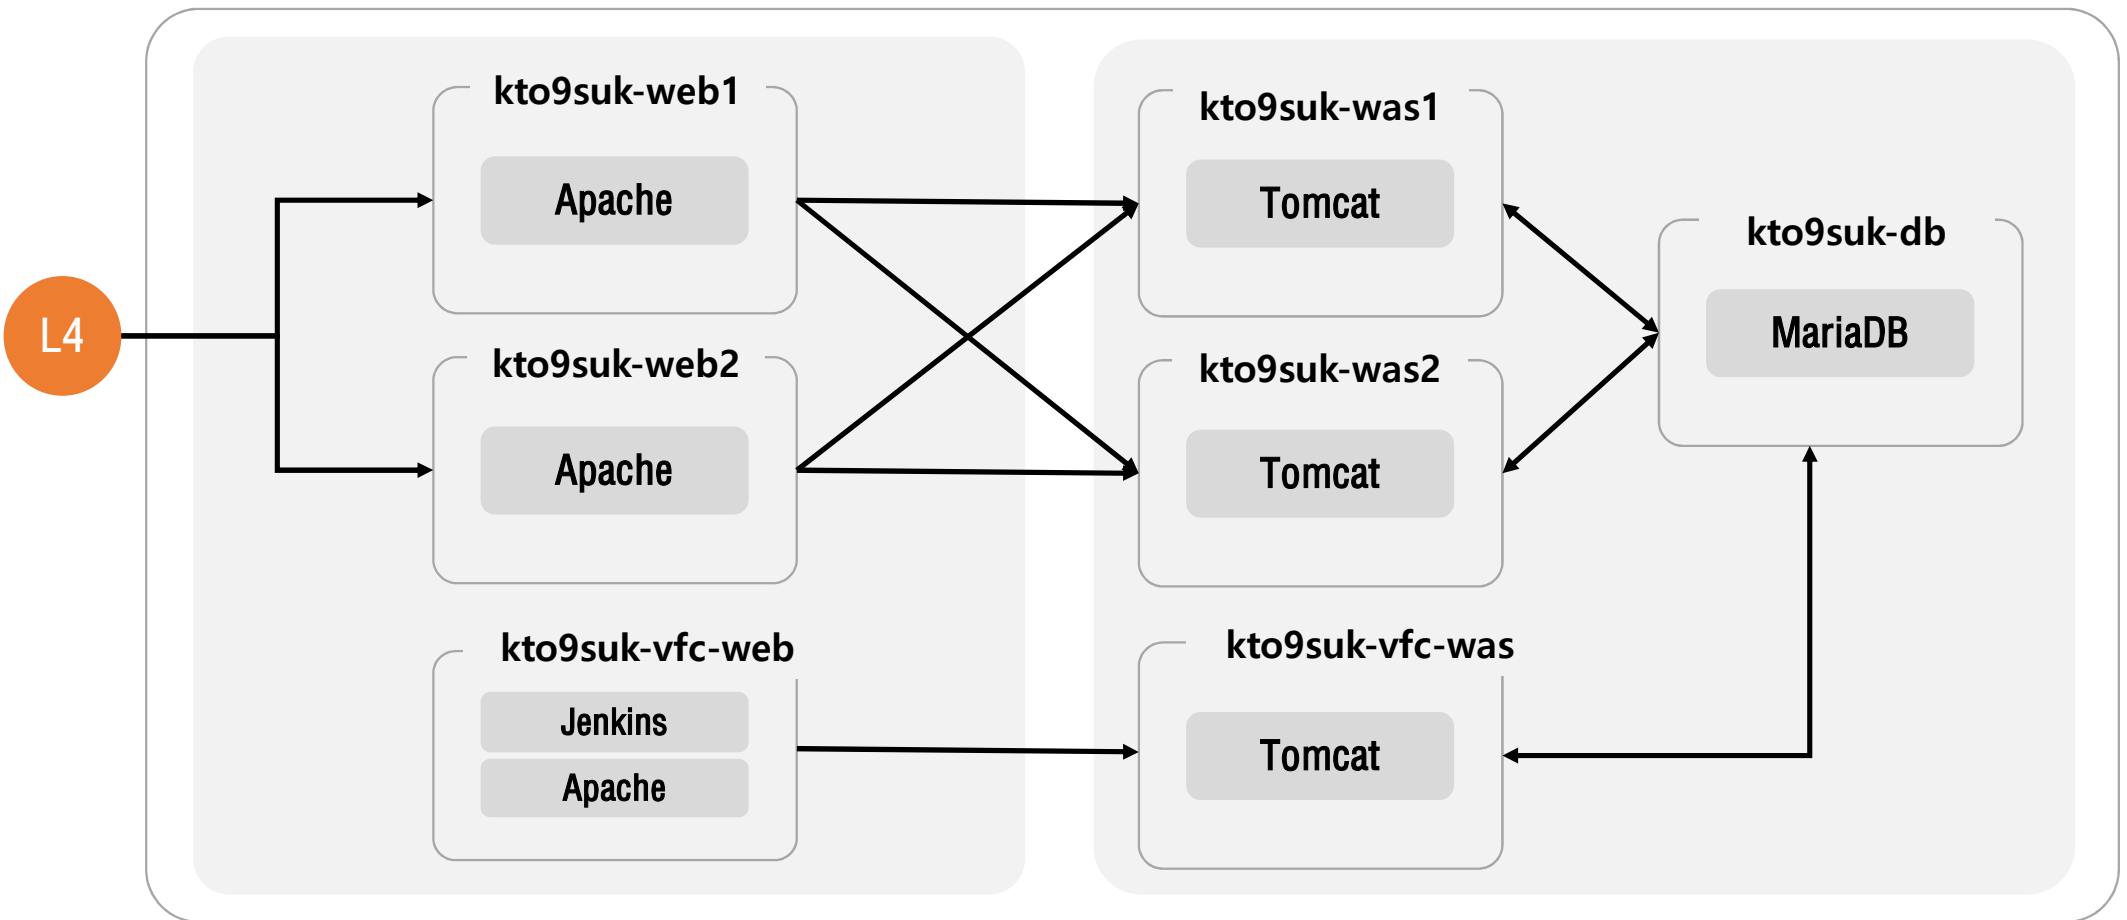 L4
kto9suk-web1
Apache
kto9suk-web2
Apache
kto9suk-vfc-web
Jenkins
Apache
kto9suk-was1
Tomcat
kto9suk-was2
Tomcat
kto9suk-vfc-was
Tomcat
kto9suk-db
MariaDB